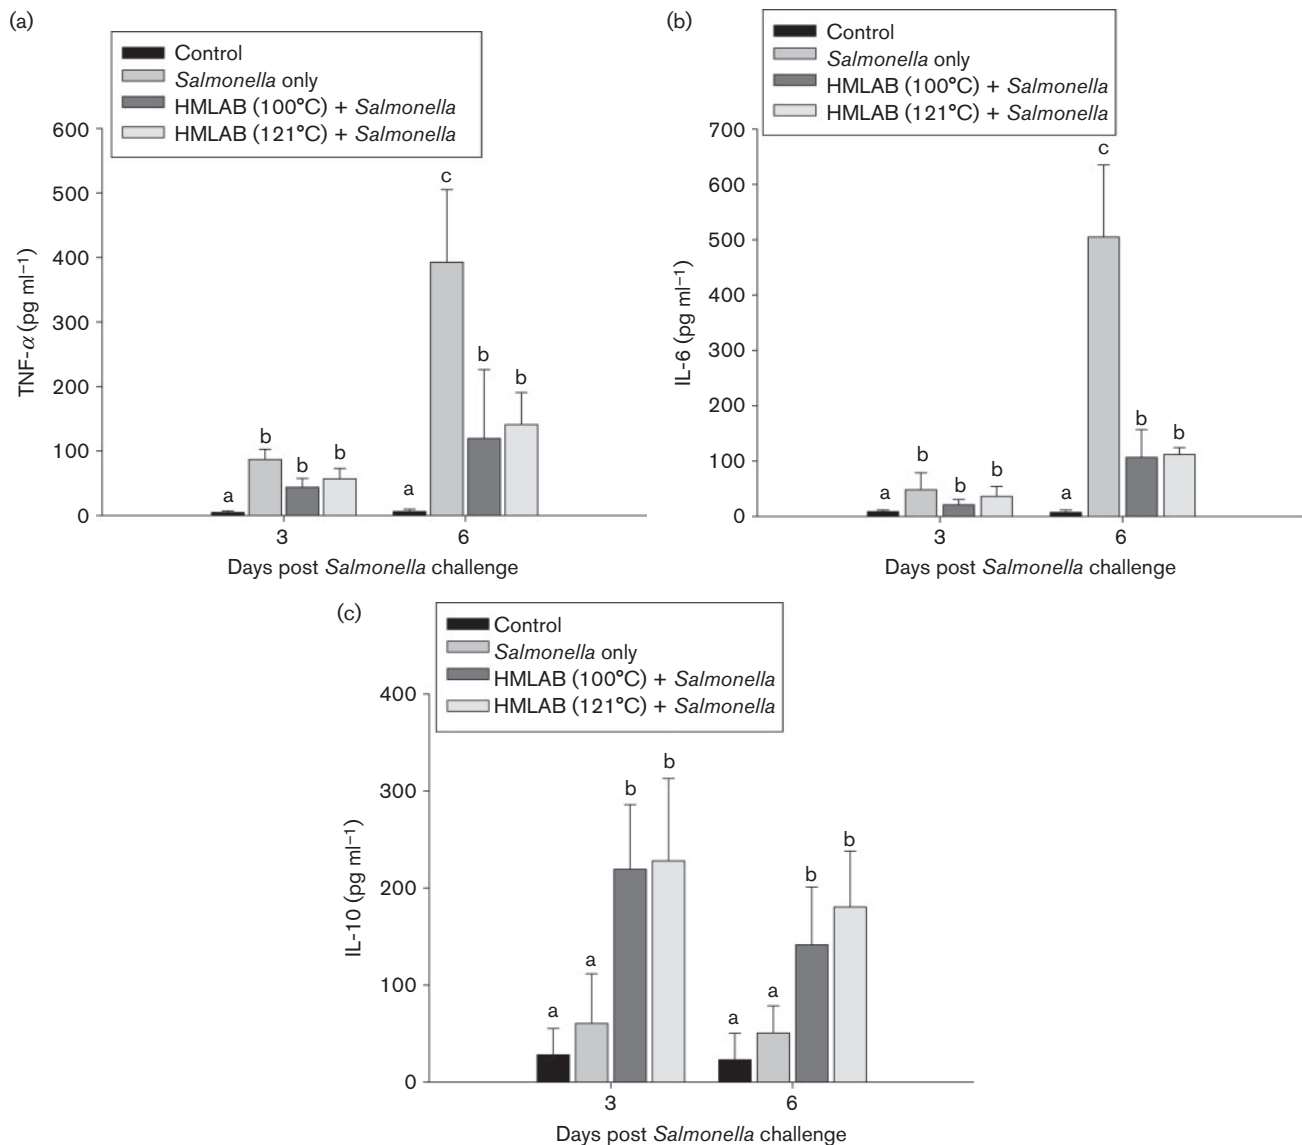 (a)
Control
Salmonella only
HMLAB (100°C) + Salmonella
HMLAB (121°C) + Salmonella
600
500
400
300
200
100
0
TNF-α (pg ml⁻¹)
a
b
b
b
a
c
b
b
3
6
Days post Salmonella challenge
(b)
Control
Salmonella only
HMLAB (100°C) + Salmonella
HMLAB (121°C) + Salmonella
700
600
500
400
300
200
100
0
IL-6 (pg ml⁻¹)
a
b
b
b
a
c
b
b
3
6
Days post Salmonella challenge
(c)
Control
Salmonella only
HMLAB (100°C) + Salmonella
HMLAB (121°C) + Salmonella
400
300
200
100
0
IL-10 (pg ml⁻¹)
a
a
b
b
a
a
b
b
3
6
Days post Salmonella challenge